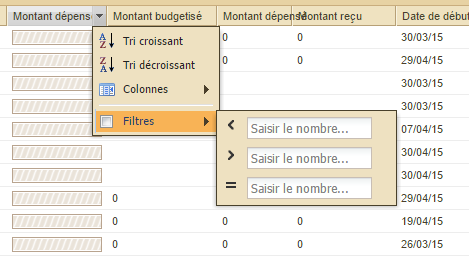 Montant dépens Montant budgetisé Montant dépensé Montant reçu Date de début
Tri croissant 0 0 30/03/15
Tri décroissant 0 0 29/04/15
Colonnes 30/03/15
30/03/15
Filtres < Saisir le nombre... 07/04/15
> Saisir le nombre... 30/04/15
= Saisir le nombre... 30/04/15
0 29/04/15
0 0 0 19/04/15
0 0 0 26/03/15